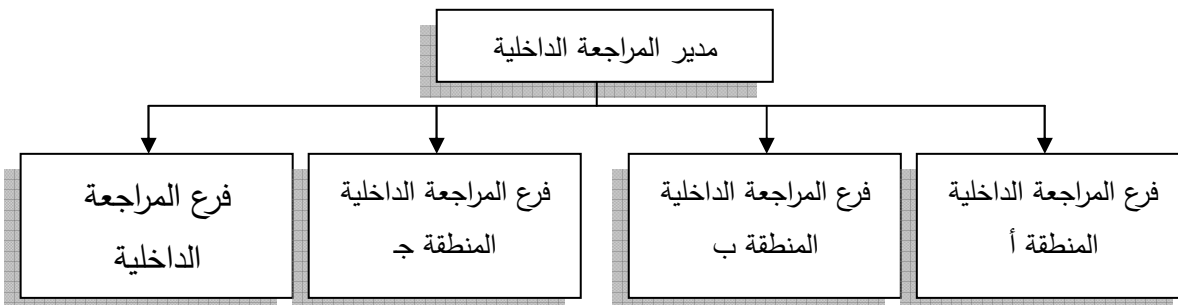 مدير المراجعة الداخلية
فرع المراجعة الداخلية
المنطقة أ
فرع المراجعة الداخلية
المنطقة ب
فرع المراجعة الداخلية
المنطقة جـ
فرع المراجعة
الداخلية